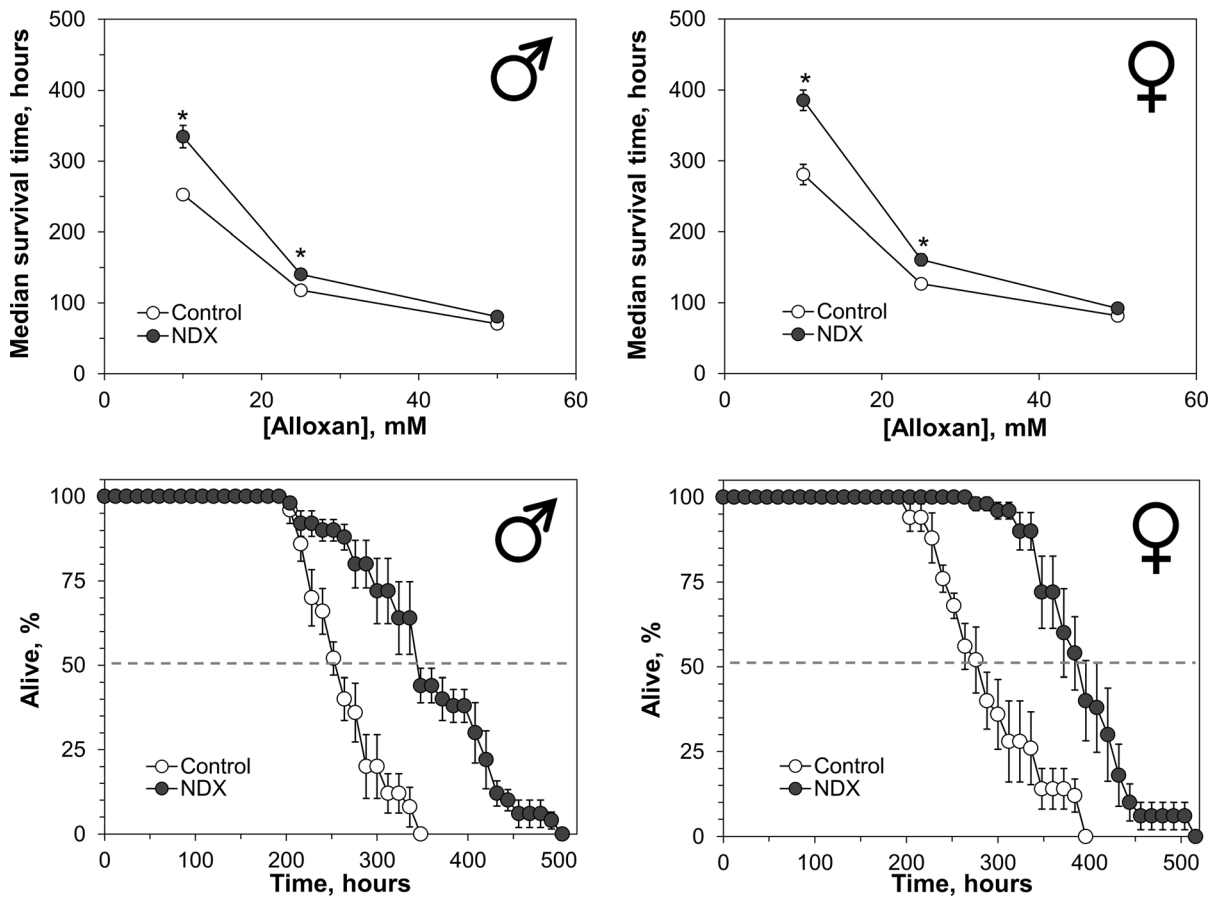 500
400
300
200
100
0
Median survival time, hours
*
*
Control
NDX
0 20 40 60
[Alloxan], mM
500
400
300
200
100
0
Median survival time, hours
*
*
Control
NDX
0 20 40 60
[Alloxan], mM
100
75
50
25
0
Alive, %
Control
NDX
0 100 200 300 400 500
Time, hours
100
75
50
25
0
Alive, %
Control
NDX
0 100 200 300 400 500
Time, hours